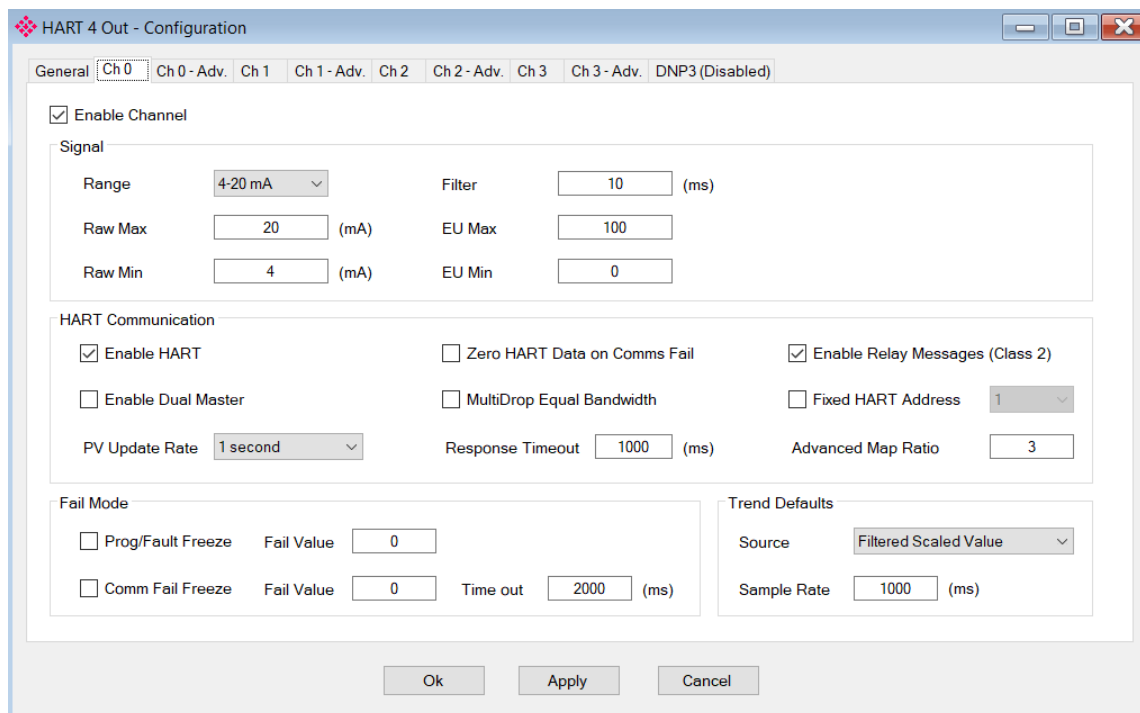 HART 4 Out - Configuration
General Ch 0 Ch 0 - Adv. Ch 1 Ch 1 - Adv. Ch 2 Ch 2 - Adv. Ch 3 Ch 3 - Adv. DNP3 (Disabled)
Enable Channel
Signal
Range 4-20 mA Filter 10 (ms)
Raw Max 20 (mA) EU Max 100
Raw Min 4 (mA) EU Min 0
HART Communication
Enable HART Zero HART Data on Comms Fail Enable Relay Messages (Class 2)
Enable Dual Master MultiDrop Equal Bandwidth Fixed HART Address 1
PV Update Rate 1 second Response Timeout 1000 (ms) Advanced Map Ratio 3
Fail Mode
Prog/Fault Freeze Fail Value 0
Comm Fail Freeze Fail Value 0 Time out 2000 (ms)
Trend Defaults
Source Filtered Scaled Value
Sample Rate 1000 (ms)
Ok Apply Cancel